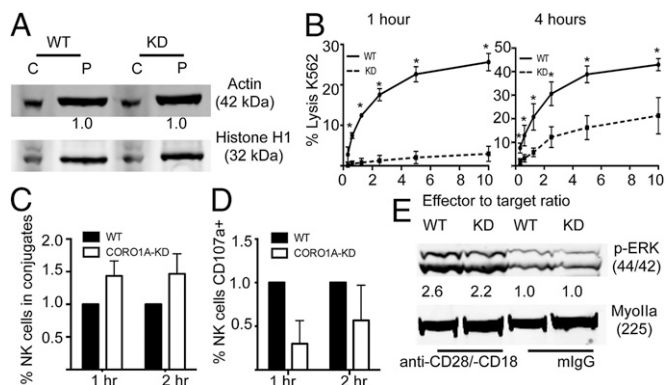 A
WT KD
C P C P
Actin
(42 kDa)
1.0 1.0
Histone H1
(32 kDa)
B
1 hour 4 hours
% Lysis K562
WT
KD
30
20
10
0
0 2 4 6 8 10
* * * * * *
WT
KD
50
40
30
20
10
0
0 2 4 6 8 10
* * * * * *
Effector to target ratio
C
% NK cells in conjugates
WT
CORO1A-KD
2.0
1.5
1.0
0.5
1 hr 2 hr
D
% NK cells CD107a+
WT
CORO1A-KD
1.5
1.0
0.5
0
1 hr 2 hr
E
WT KD WT KD
p-ERK
(44/42)
2.6 2.2 1.0 1.0
MyoIIa
(225)
anti-CD28/-CD18 mIgG